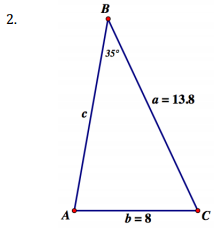 2.
B
35°
a = 13.8
c
A
b = 8
C